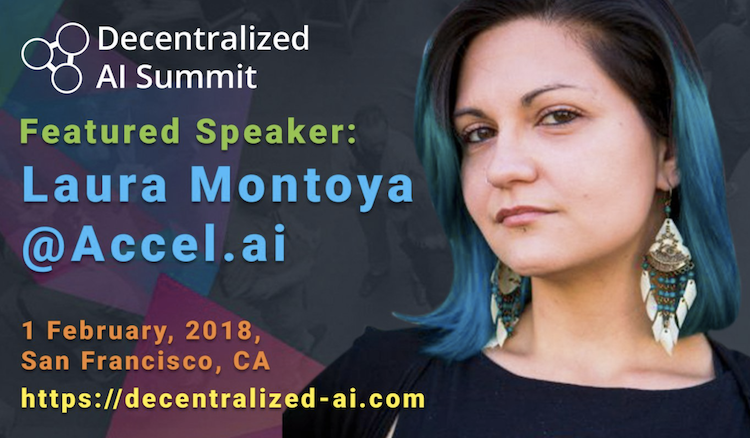 Decentralized
AI Summit
Featured Speaker:
Laura Montoya
@Accel.ai
1 February, 2018,
San Francisco, CA
https://decentralized-ai.com